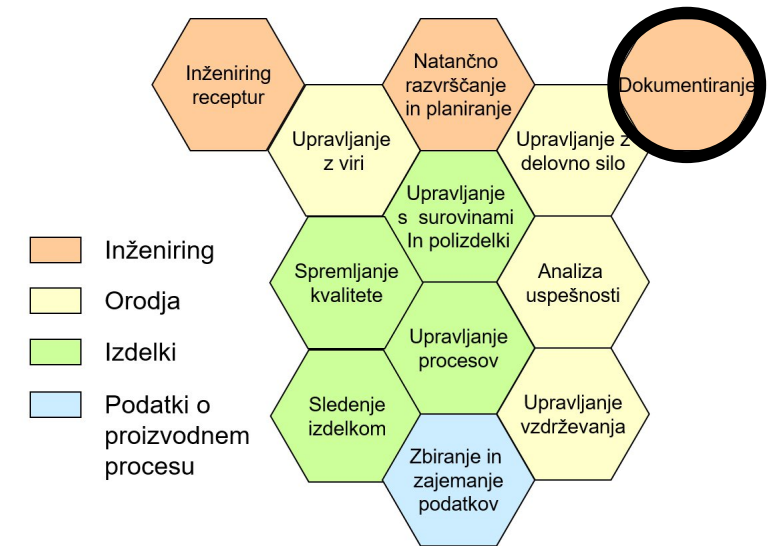 Inženiring
receptur
Natančno
razvrščanje
in planiranje
Dokumentiranje
Upravljanje
z viri
Upravljanje z
delovno silo
Upravljanje
s surovinami
In polizdelki
Spremljanje
kvalitete
Analiza
uspešnosti
Upravljanje
procesov
Sledenje
izdelkom
Upravljanje
vzdrževanja
Zbiranje in
zajemanje
podatkov
Inženiring
Orodja
Izdelki
Podatki o
proizvodnem
procesu